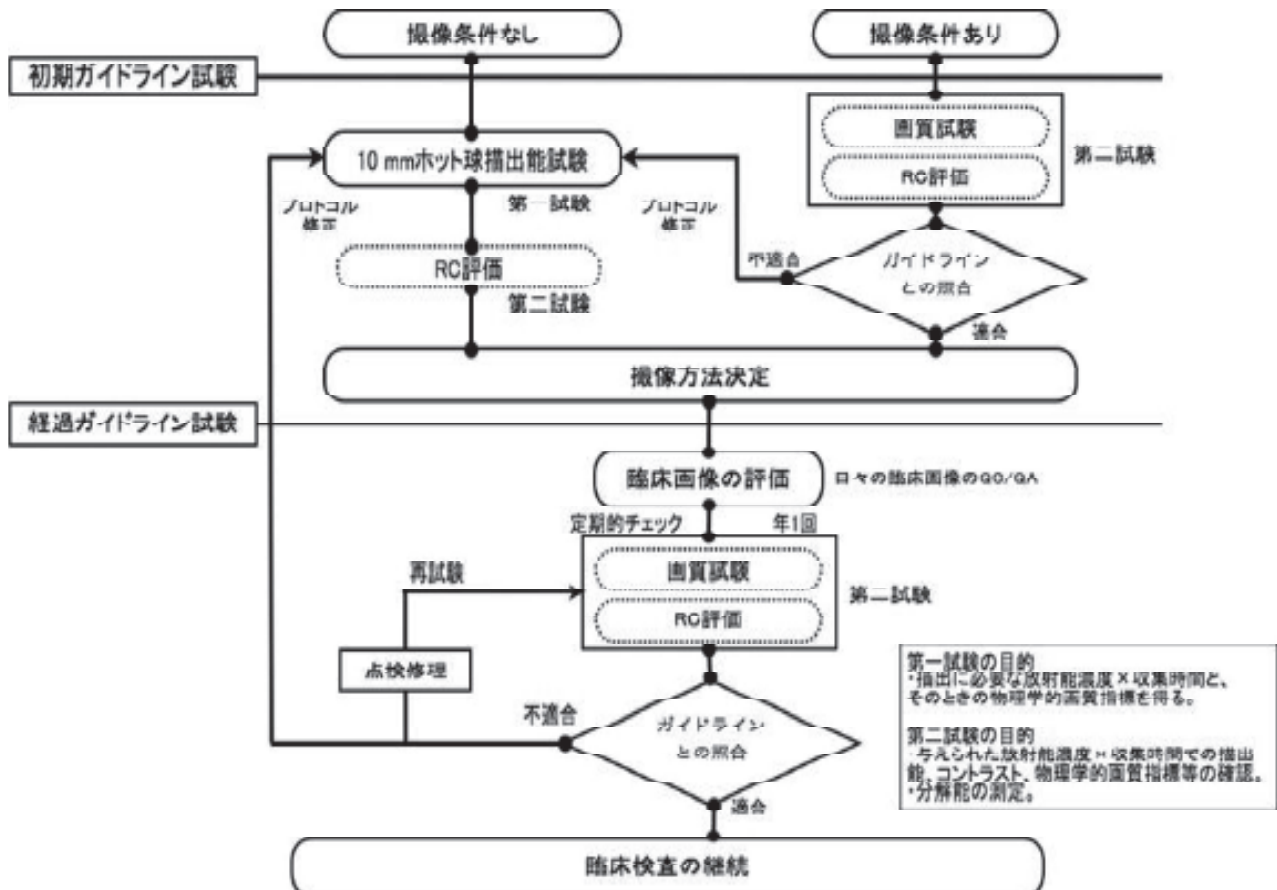 撮像条件なし
撮像条件あり
初期ガイドライン試験
画質試験
RC評価
第二試験
10 mmホット球描出能試験
第一試験
プロトコル
修正
プロトコル
修正
RC評価
第二試験
不適合
ガイドライン
との照合
適合
撮像方法決定
経過ガイドライン試験
臨床画像の評価
日々の臨床画像のQC/QA
定期的チェック
年1回
画質試験
RC評価
第二試験
再試験
点検修理
不適合
ガイドライン
との照合
適合
臨床検査の継続
第一試験の目的
・描出に必要な放射能濃度×収集時間と、
そのときの物理学的画質指標を得る。
第二試験の目的
・与えられた放射能濃度×収集時間での描出
能、コントラスト、物理学的画質指標等の確認。
・分解能の測定。